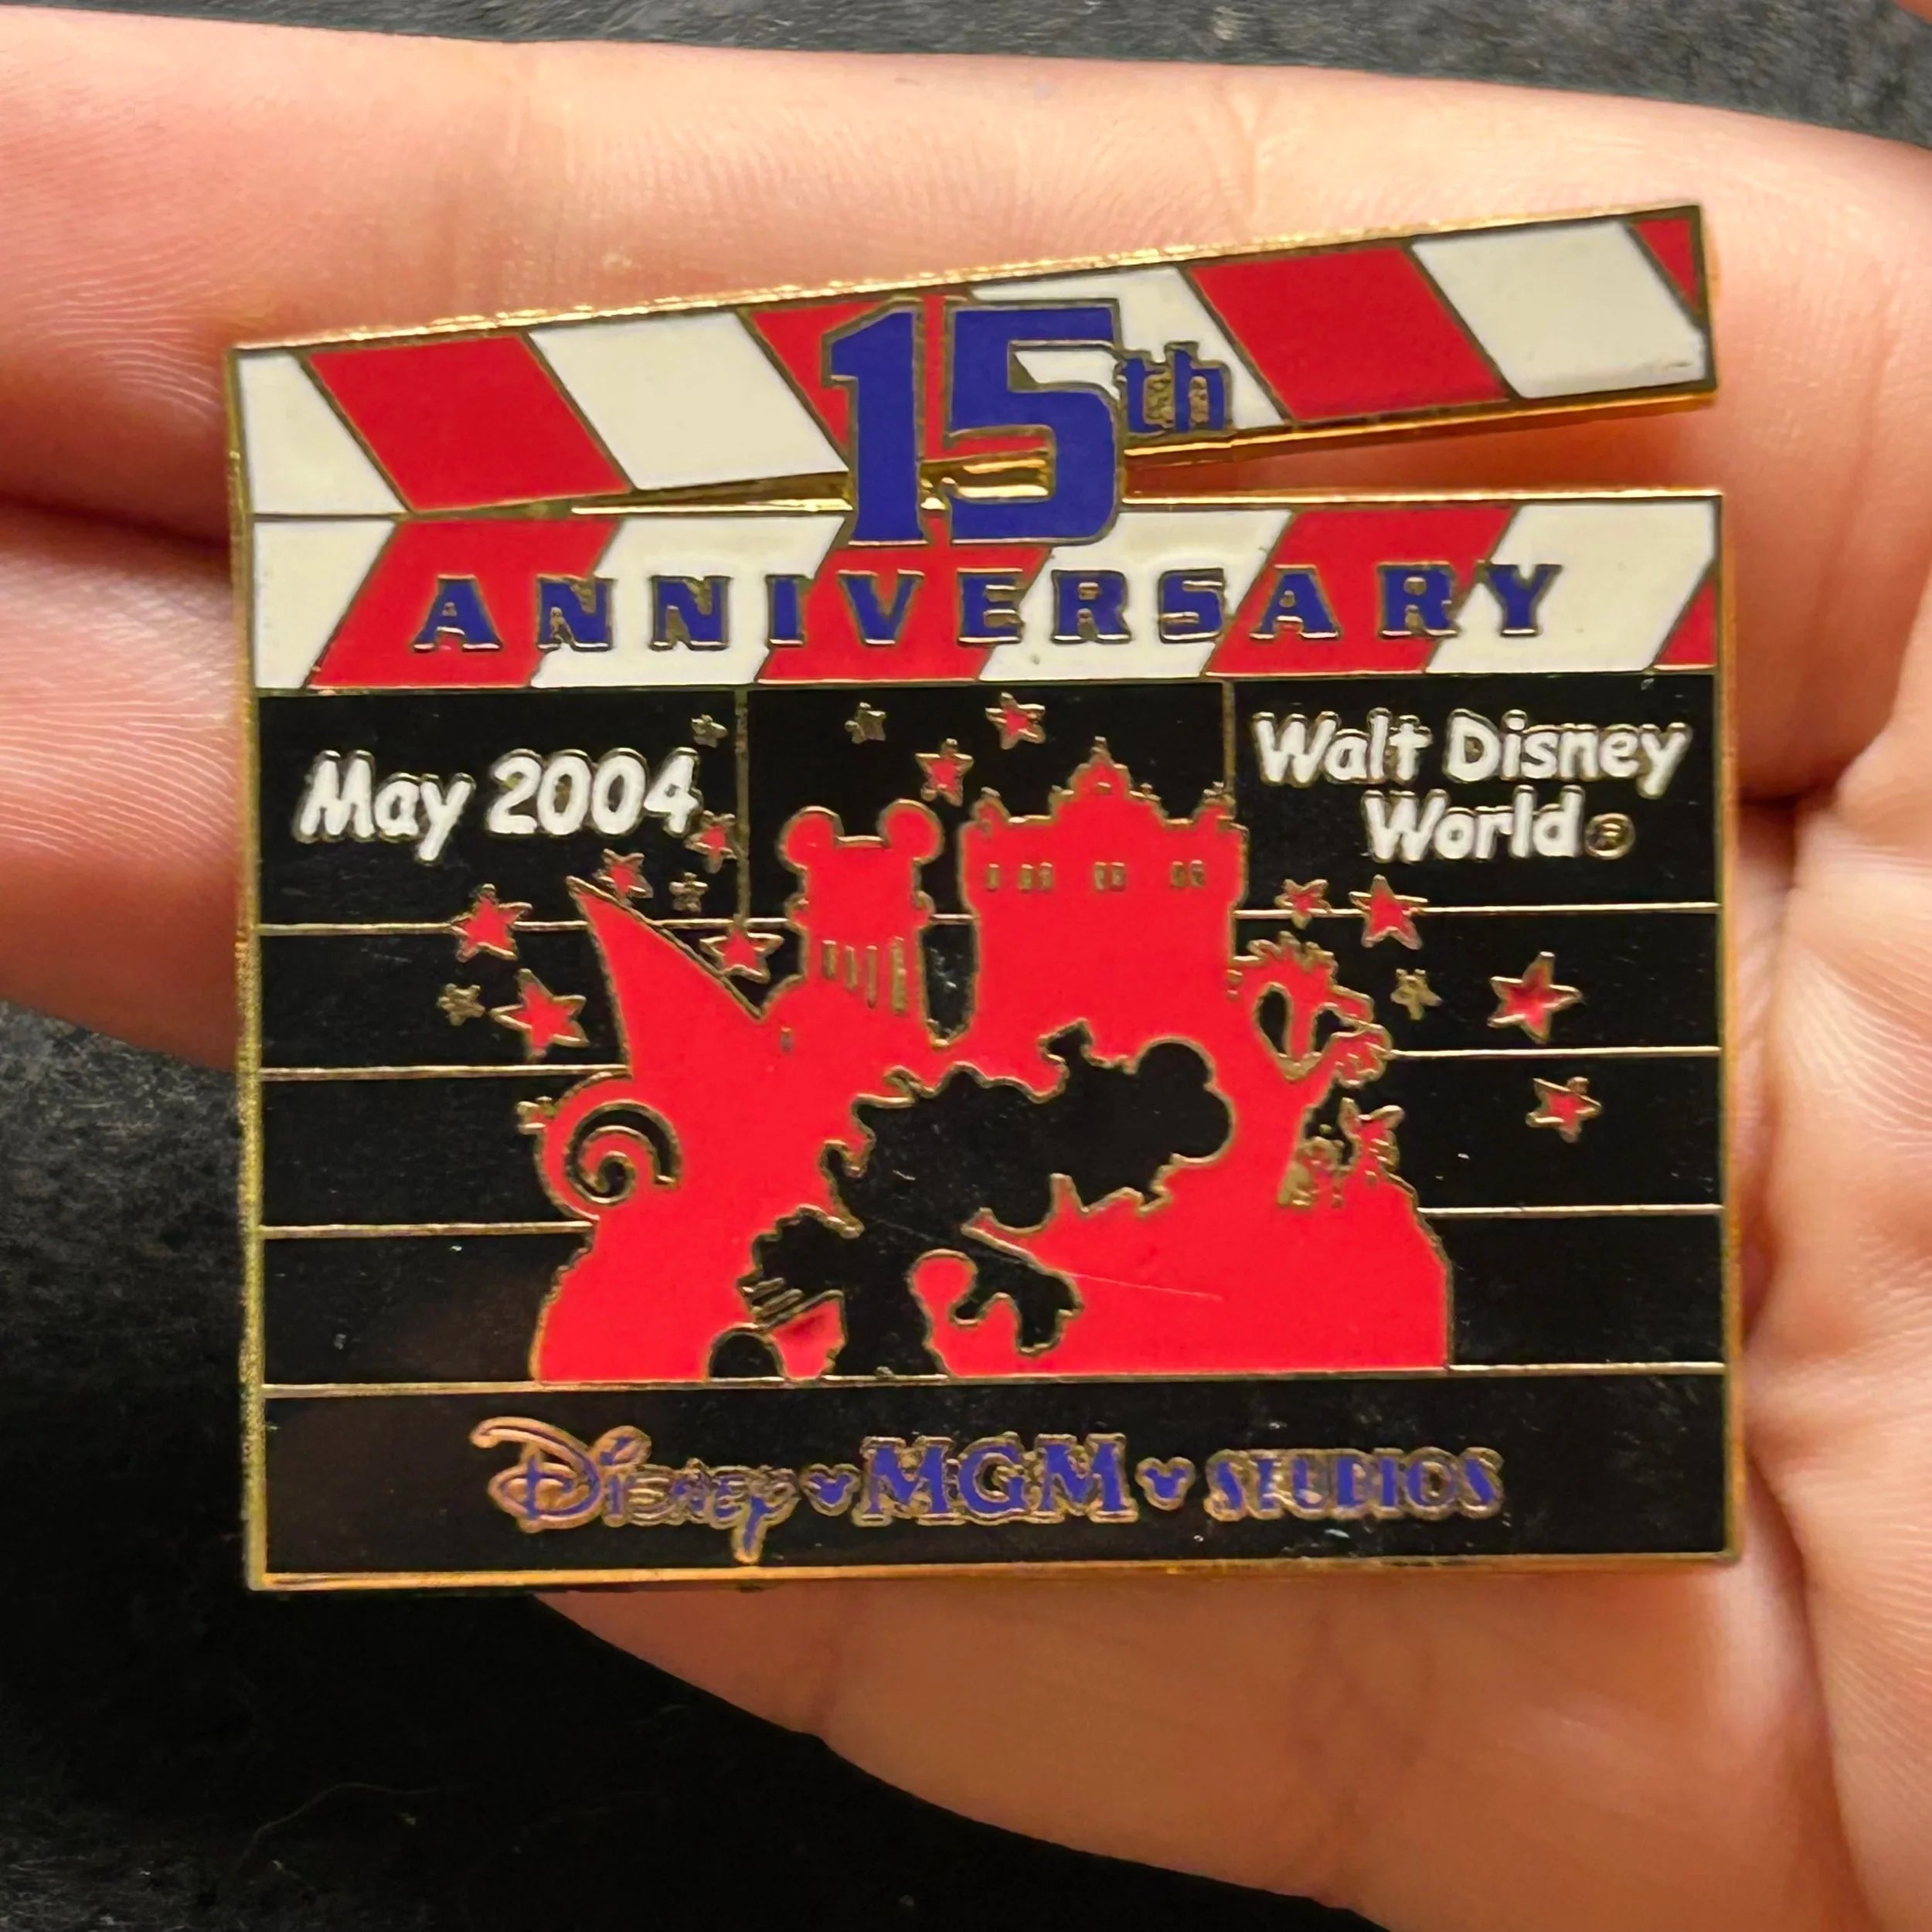 15th
ANNIVERSARY
May 2004
Walt Disney
World®
Disney MGM STUDIOS